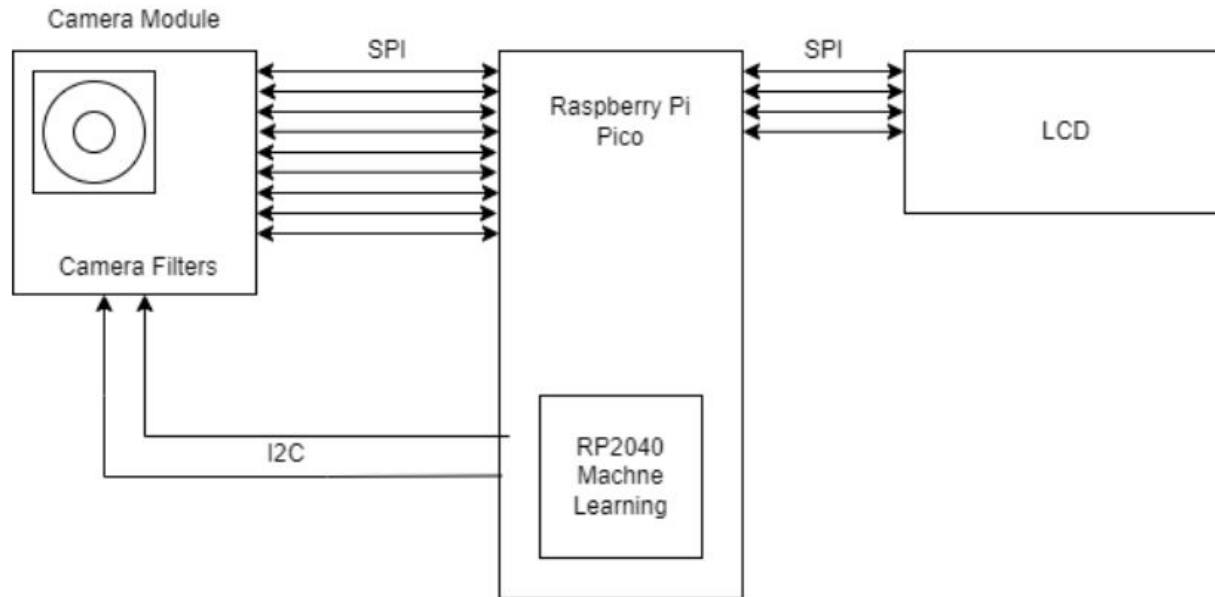 Camera Module
SPI
SPI
Raspberry Pi
Pico
LCD
Camera Filters
I2C
RP2040
Machne
Learning